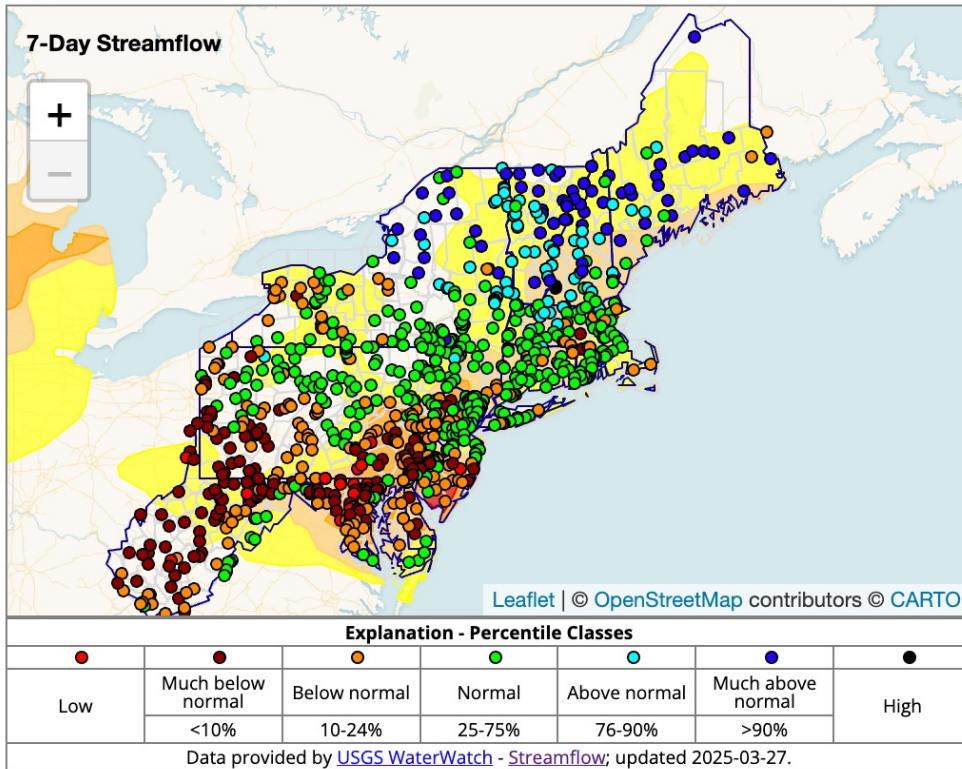 7-Day Streamflow
+
−
Leaflet | © OpenStreetMap contributors © CARTO
Explanation - Percentile Classes
Low
Much below
normal
Below normal
Normal
Above normal
Much above
normal
High
<10%
10-24%
25-75%
76-90%
>90%
Data provided by USGS WaterWatch - Streamflow; updated 2025-03-27.